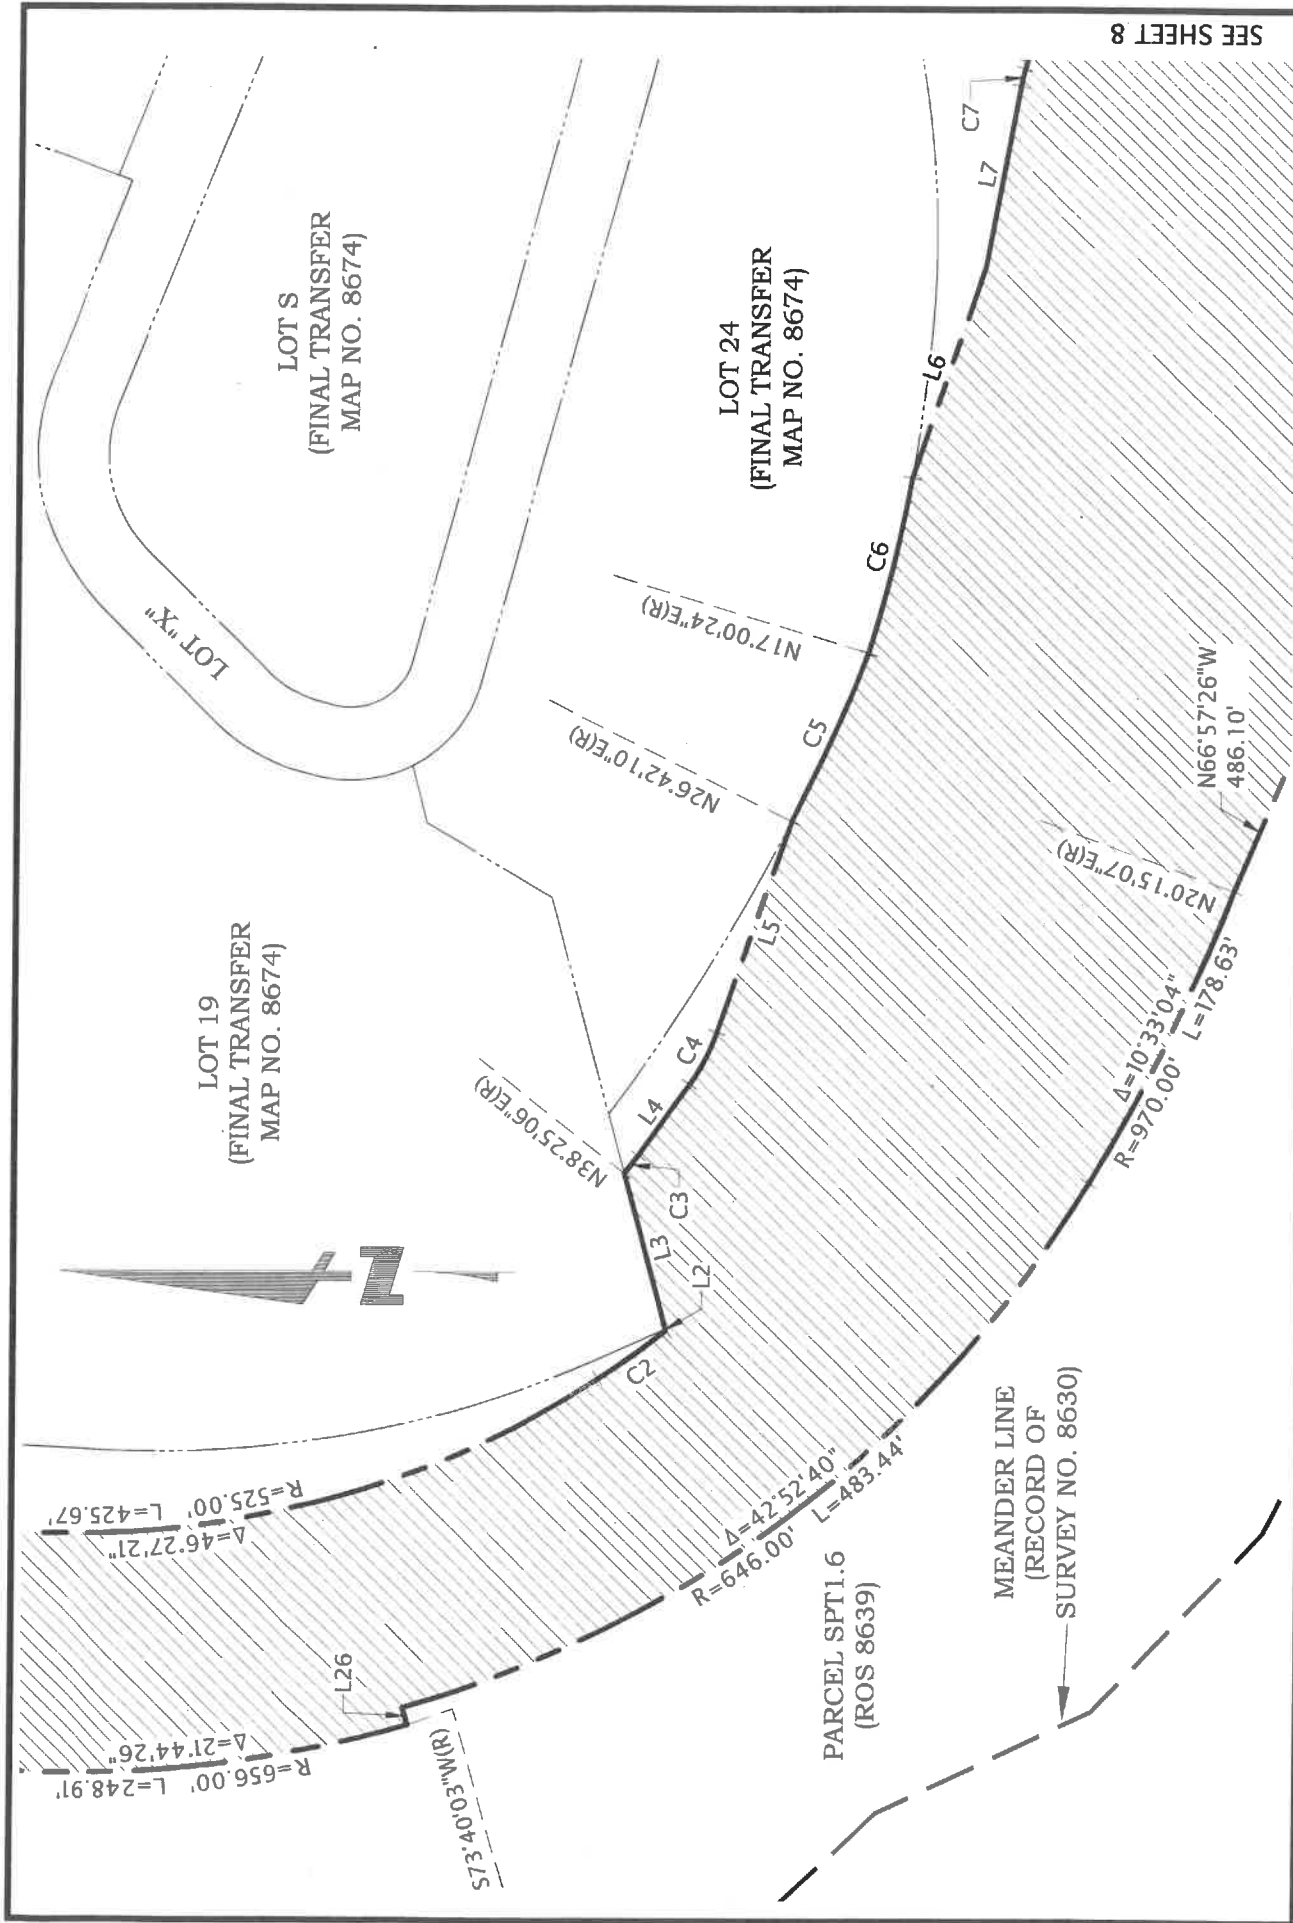 SEE SHEET 8
LOT S
(FINAL TRANSFER
MAP NO. 8674)
LOT "X"
LOT 24
(FINAL TRANSFER
MAP NO. 8674)
LOT 19
(FINAL TRANSFER
MAP NO. 8674)
C7
L7
L6
C6
N17°00'24"E(R)
C5
N26°42'10"E(R)
L5
C4
L4
N38°25'06"E(R)
C3
L3
L2
C2
N
N66°57'26"W
486.10'
N20°15'07"E(R)
Δ=10°33'04"
R=970.00' L=178.63'
Δ=42°52'40"
R=646.00' L=483.44'
R=525.00' L=425.67'
Δ=46°27'21"
L26
Δ=21°44'26"
R=656.00' L=248.91'
S73°40'03"W(R)
PARCEL SPT1.6
(ROS 8639)
MEANDER LINE
(RECORD OF
SURVEY NO. 8630)